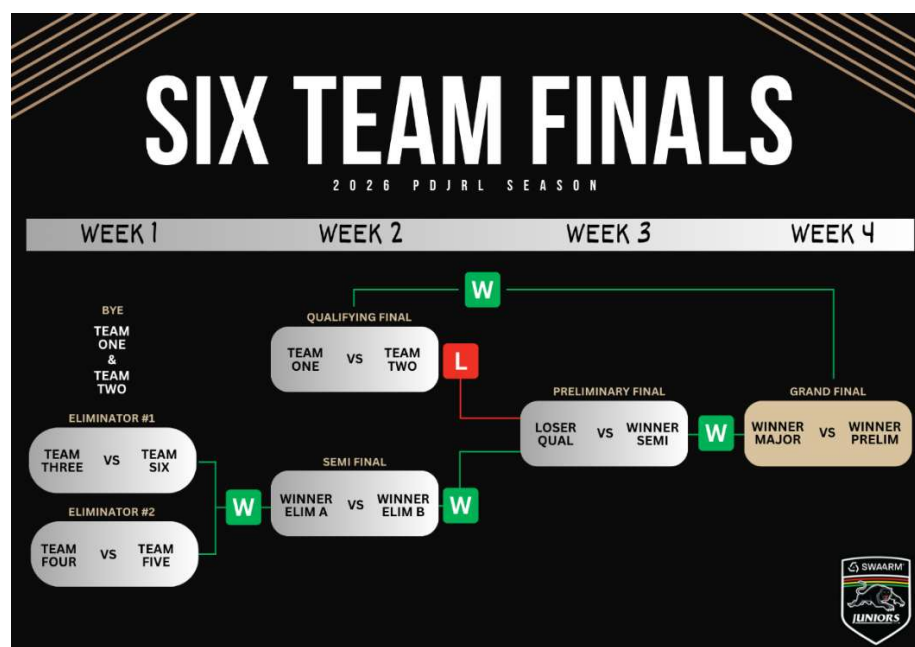 SIX TEAM FINALS
2026 PDJRL SEASON
WEEK 1
WEEK 2
WEEK 3
WEEK 4
BYE
TEAM
ONE
&
TEAM
TWO
ELIMINATOR #1
TEAM THREE VS TEAM SIX
ELIMINATOR #2
TEAM FOUR VS TEAM FIVE
W
QUALIFYING FINAL
TEAM ONE VS TEAM TWO
W
L
SEMI FINAL
WINNER ELIM A VS WINNER ELIM B
W
PRELIMINARY FINAL
LOSER QUAL VS WINNER SEMI
W
GRAND FINAL
WINNER MAJOR VS WINNER PRELIM
SWAARM
JUNIORS